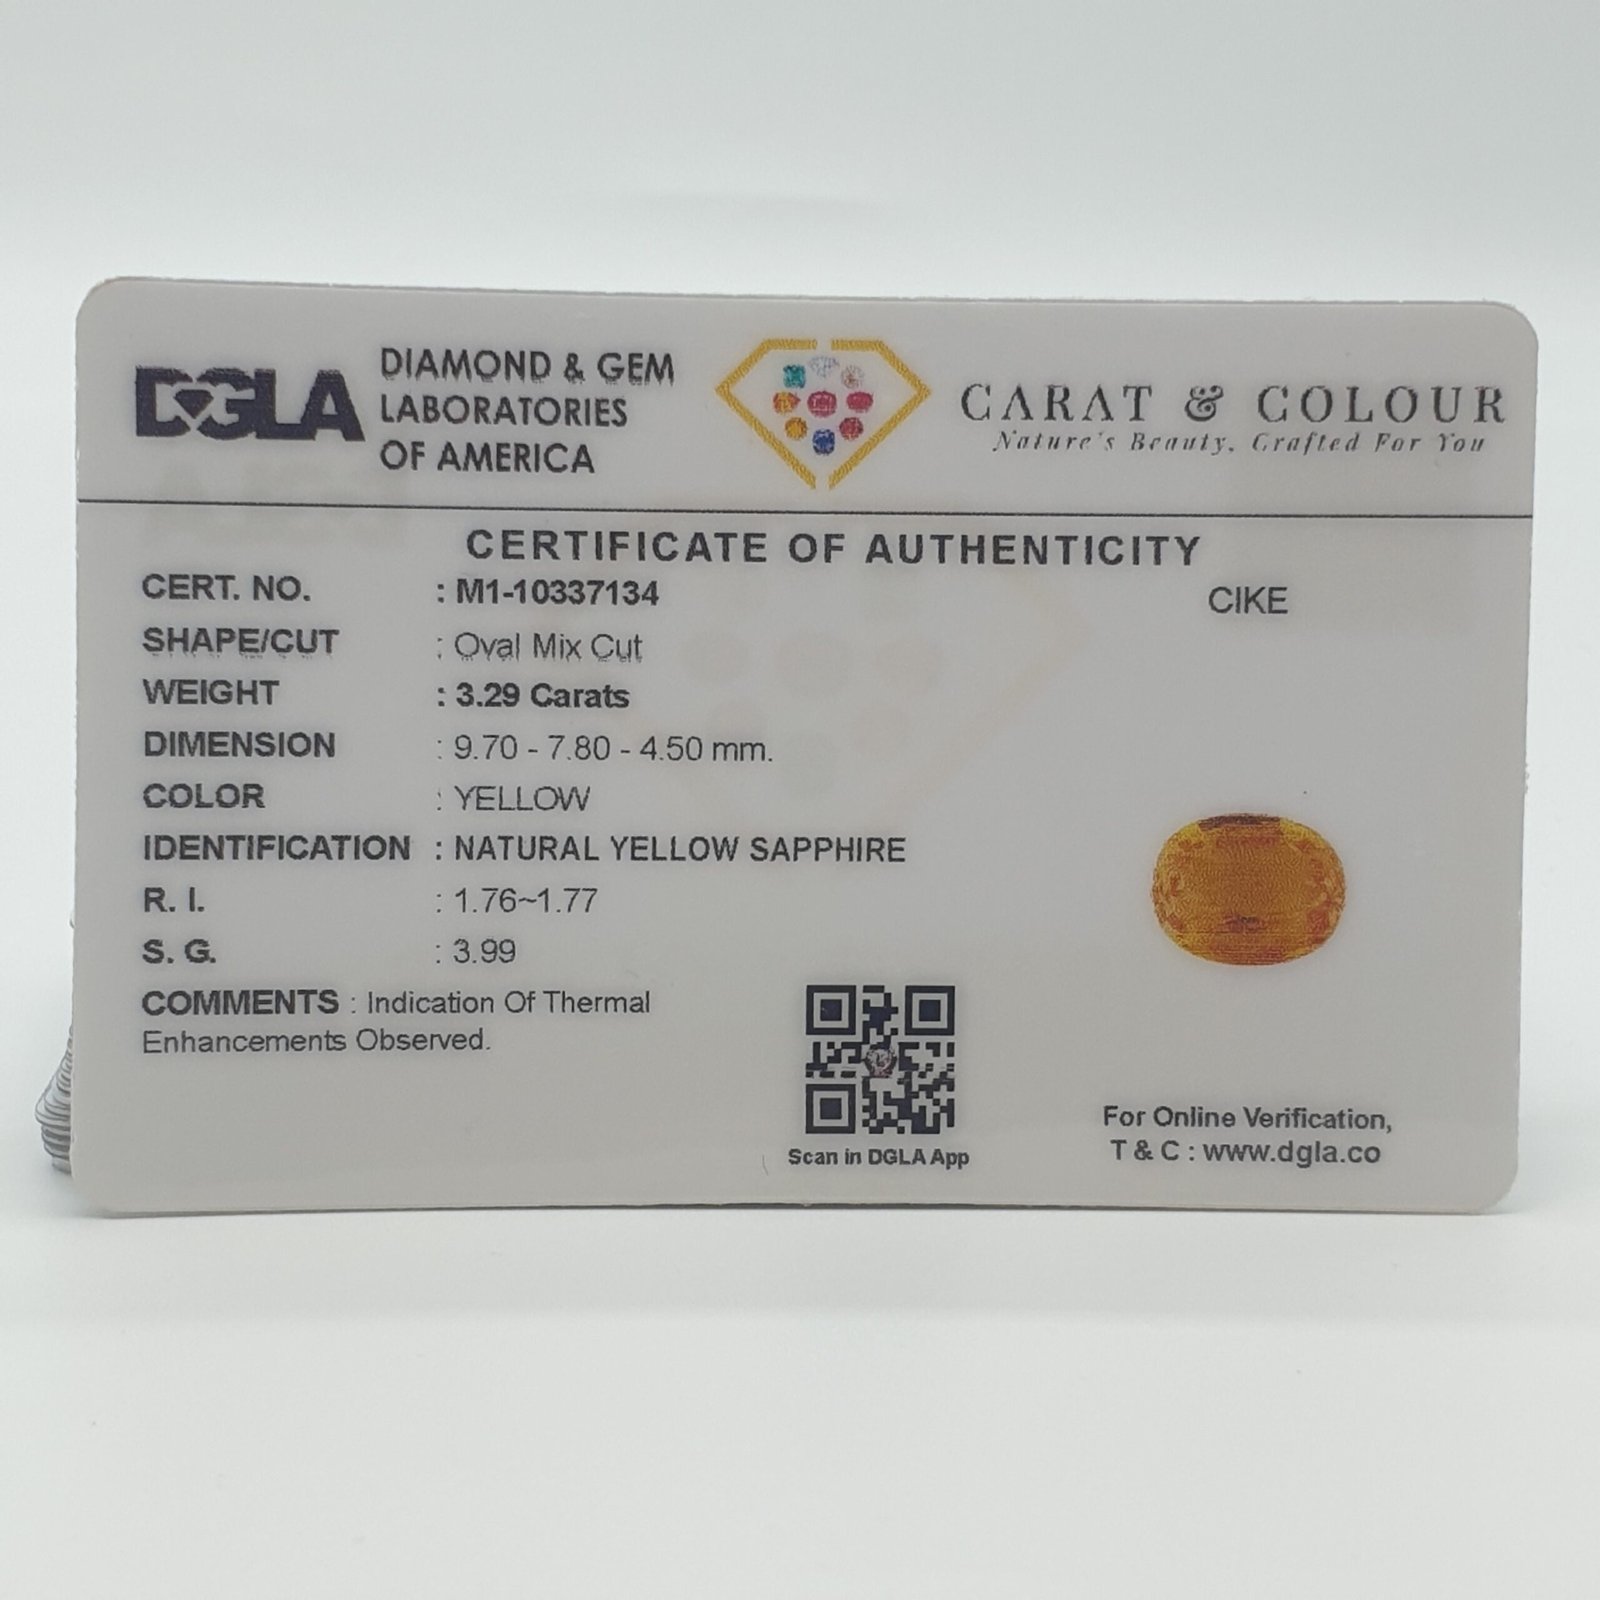 DGLA
DIAMOND & GEM
LABORATORIES
OF AMERICA
CARAT & COLOUR
Nature's Beauty, Crafted For You
CERTIFICATE OF AUTHENTICITY
CERT. NO. : M1-10337134
CIKE
SHAPE/CUT : Oval Mix Cut
WEIGHT : 3.29 Carats
DIMENSION : 9.70 - 7.80 - 4.50 mm.
COLOR : YELLOW
IDENTIFICATION : NATURAL YELLOW SAPPHIRE
R. I. : 1.76~1.77
S. G. : 3.99
COMMENTS : Indication Of Thermal
Enhancements Observed.
Scan in DGLA App
For Online Verification,
T & C : www.dgla.co